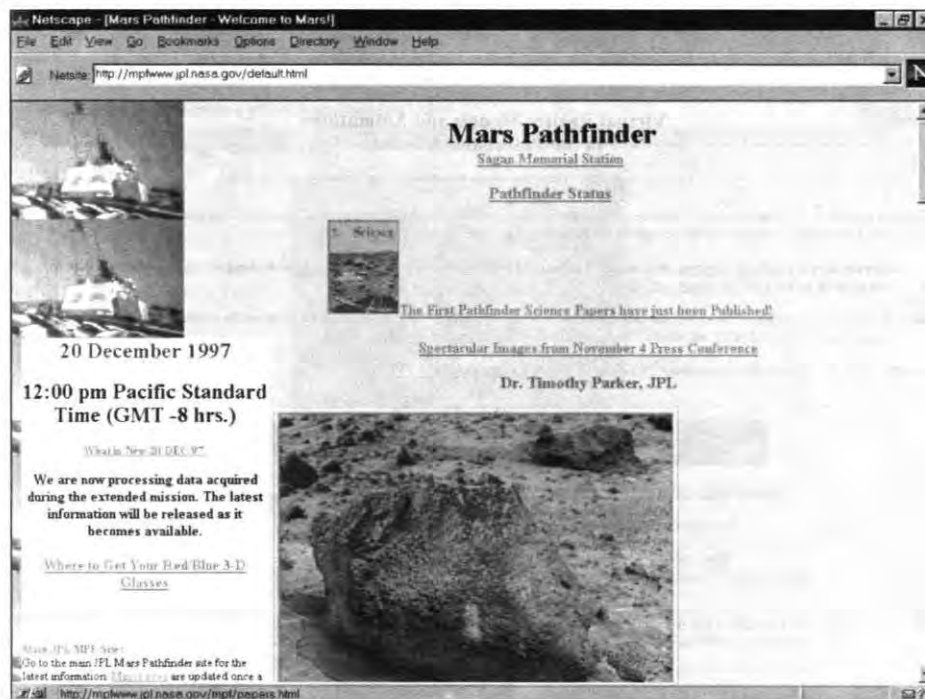 Netscape - [Mars Pathfinder - Welcome to Mars!]
File Edit View Go Bookmarks Options Directory Window Help
Netsite: http://mpfwww.jpl.nasa.gov/default.html
N
Mars Pathfinder
Sagan Memorial Station
Pathfinder Status
Science
The First Pathfinder Science Papers have just been Published!
Spectacular Images from November 4 Press Conference
Dr. Timothy Parker, JPL
20 December 1997
12:00 pm Pacific Standard
Time (GMT -8 hrs.)
What's New 20 DEC 97
We are now processing data acquired
during the extended mission. The latest
information will be released as it
becomes available.
Where to Get Your Red/Blue 3-D
Glasses
JPL MPF Site:
Go to the main JPL Mars Pathfinder site for the
latest information. are updated once a
http://mpfwww.jpl.nasa.gov/mpf/papers.html